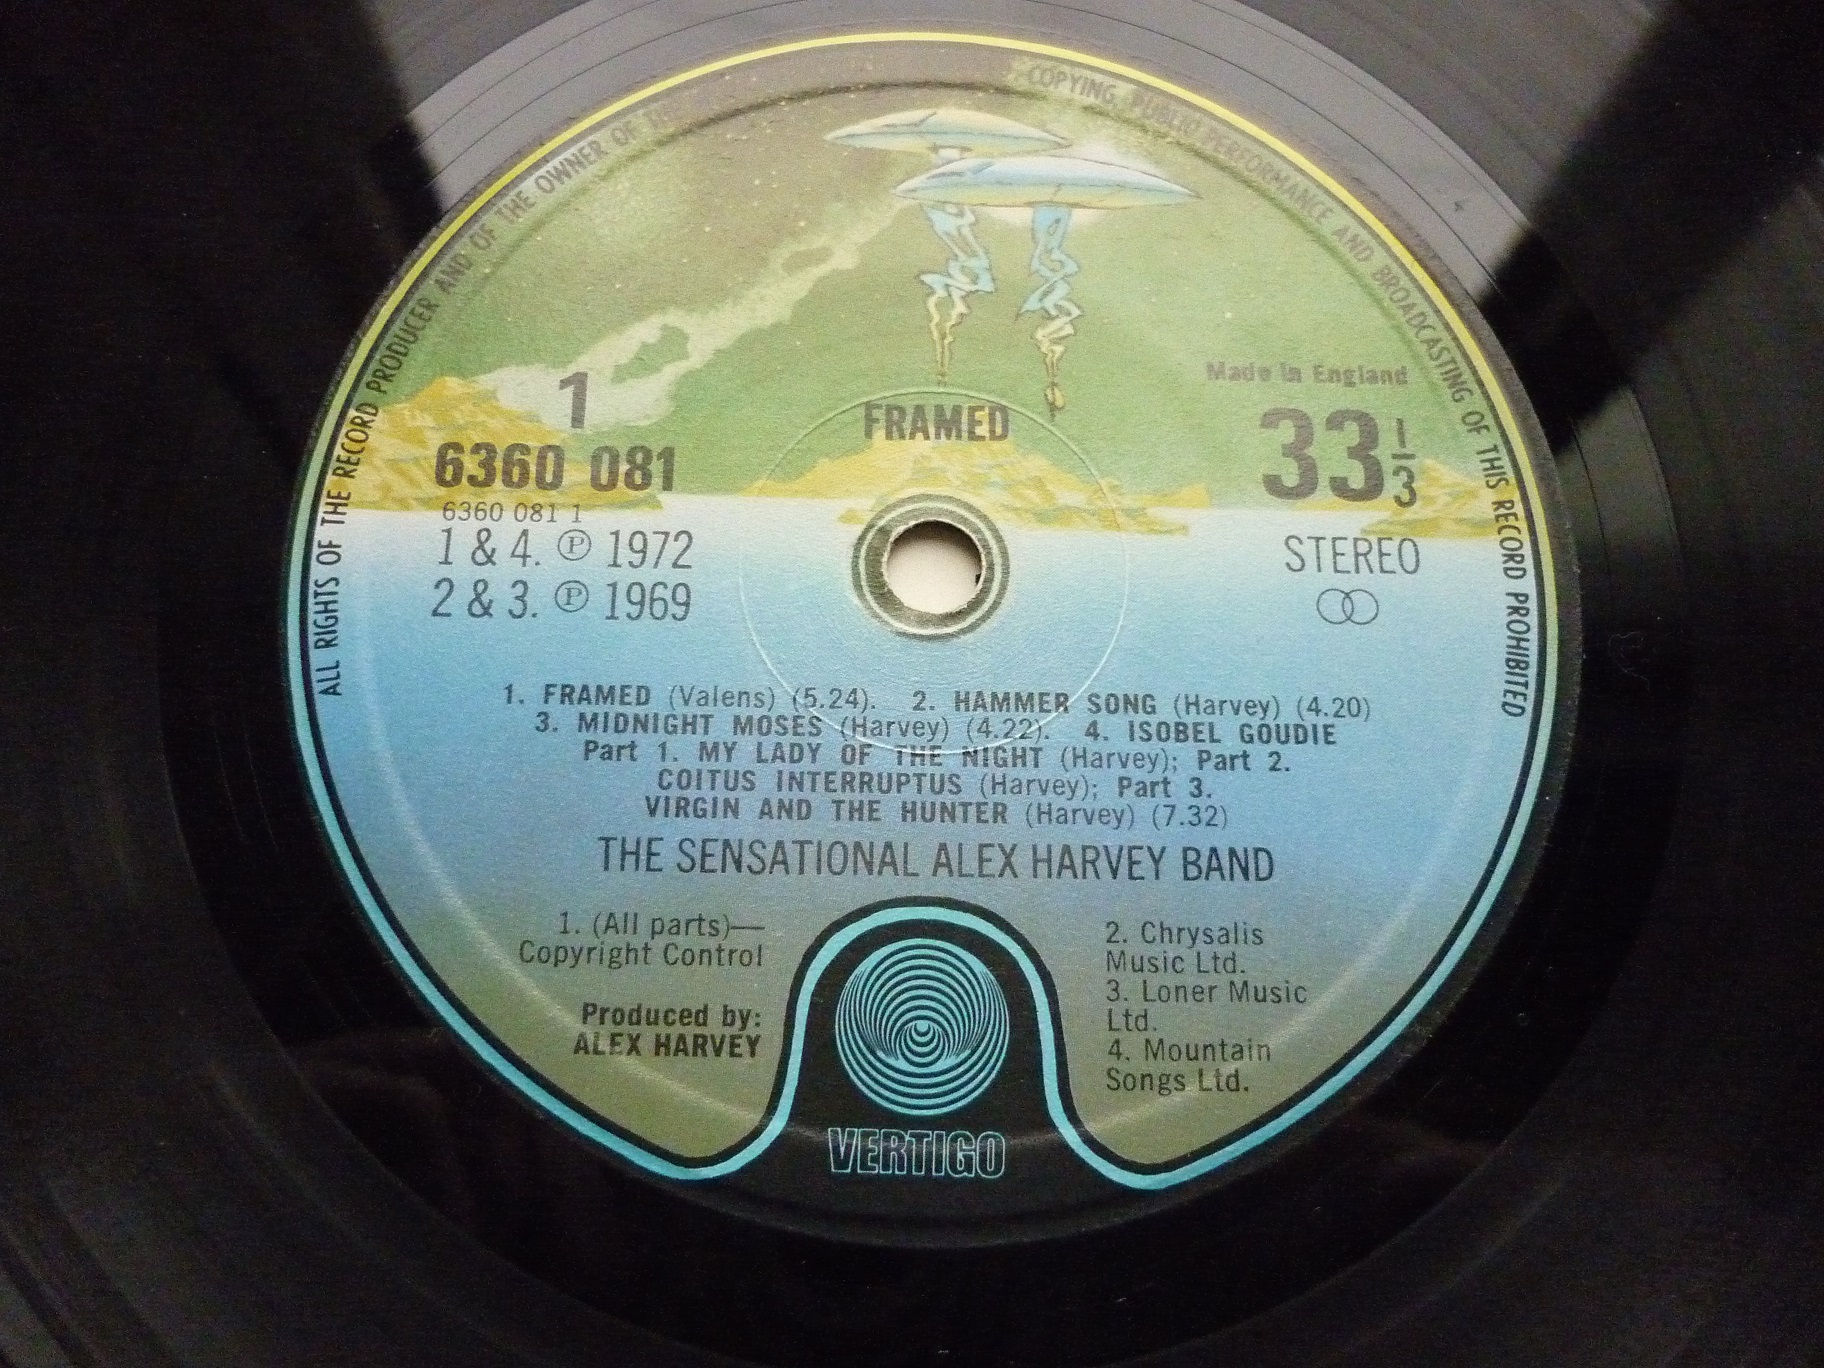 ALL RIGHTS OF THE RECORD PRODUCER AND OF THE OWNER OF THE
COPYING, PUBLIC PERFORMANCE AND BROADCASTING OF THIS RECORD PROHIBITED
Made in England
1
FRAMED
33 1/3
6360 081
6360 081 1
1 & 4. Ⓟ 1972
STEREO
2 & 3. Ⓟ 1969
1. FRAMED (Valens) (5.24). 2. HAMMER SONG (Harvey) (4.20)
3. MIDNIGHT MOSES (Harvey) (4.22). 4. ISOBEL GOUDIE
Part 1. MY LADY OF THE NIGHT (Harvey); Part 2.
COITUS INTERRUPTUS (Harvey); Part 3.
VIRGIN AND THE HUNTER (Harvey) (7.32)
THE SENSATIONAL ALEX HARVEY BAND
1. (All parts)—
Copyright Control
Produced by:
ALEX HARVEY
2. Chrysalis
Music Ltd.
3. Loner Music
Ltd.
4. Mountain
Songs Ltd.
VERTIGO